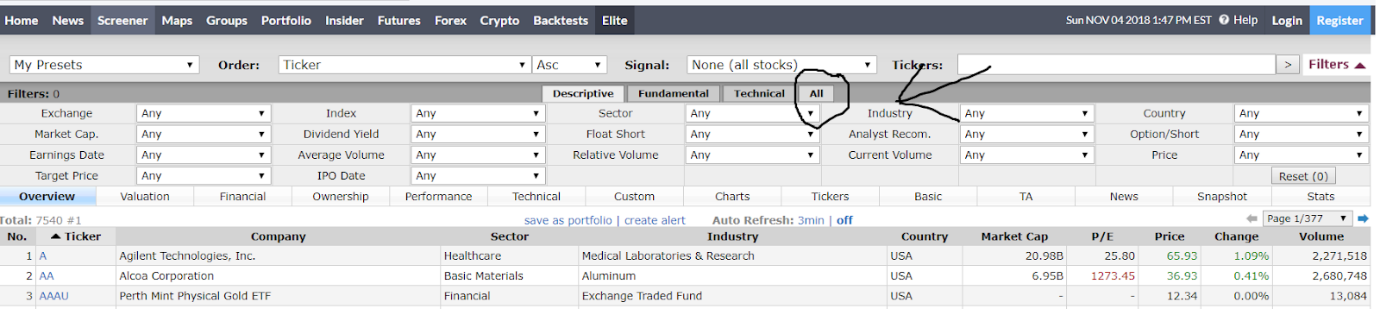 Home News Screener Maps Groups Portfolio Insider Futures Forex Crypto Backtests Elite Sun NOV 04 2018 1:47 PM EST Help Login Register
My Presets Order: Ticker Asc Signal: None (all stocks) Tickers: > Filters
Filters: 0 Descriptive Fundamental Technical All
Exchange Any Index Any Sector Any Industry Any Country Any
Market Cap. Any Dividend Yield Any Float Short Any Analyst Recom. Any Option/Short Any
Earnings Date Any Average Volume Any Relative Volume Any Current Volume Any Price Any
Target Price Any IPO Date Any Reset (0)
Overview Valuation Financial Ownership Performance Technical Custom Charts Tickers Basic TA News Snapshot Stats
Total: 7540 #1 save as portfolio | create alert Auto Refresh: 3min | off Page 1/377
No. Ticker Company Sector Industry Country Market Cap P/E Price Change Volume
1 A Agilent Technologies, Inc. Healthcare Medical Laboratories & Research USA 20.98B 25.80 65.93 1.09% 2,271,518
2 AA Alcoa Corporation Basic Materials Aluminum USA 6.95B 1273.45 36.93 0.41% 2,680,748
3 AAAU Perth Mint Physical Gold ETF Financial Exchange Traded Fund USA - - 12.34 0.00% 13,084